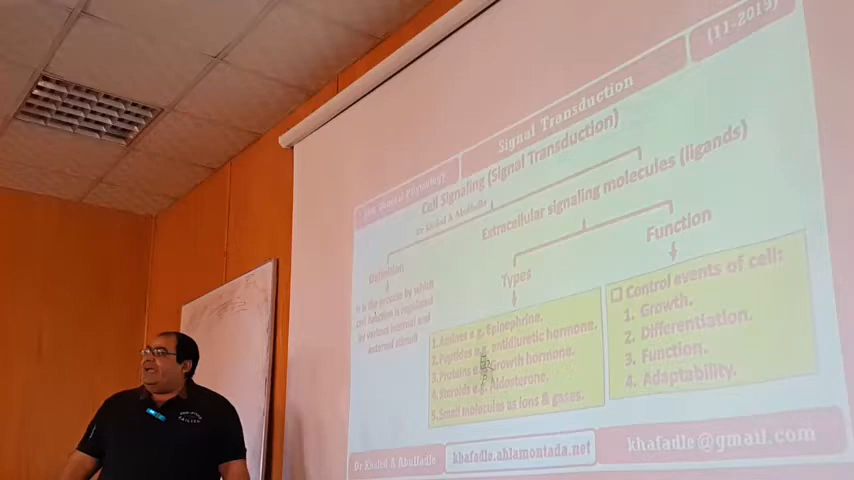 Signal Transduction
(11-2019)
Cell Signaling (Signal Transduction)
Dr Khaled A Abulfadle
Extracellular signaling molecules (ligands)
Definition
It is the process by which
cell function is regulated
by various internal and
external stimuli
Types
Function
1. Amines e.g. Epinephrine.
2. Peptides e.g. antidiuretic hormone.
3. Proteins e.g. Growth hormone.
4. Steroids e.g. Aldosterone.
5. Small molecules as ions & gases.
Control events of cell:
1. Growth.
2. Differentiation.
3. Function.
4. Adaptability.
Dr Khaled A Abulfadle
khafadle.ahlamontada.net
khafadle@gmail.com